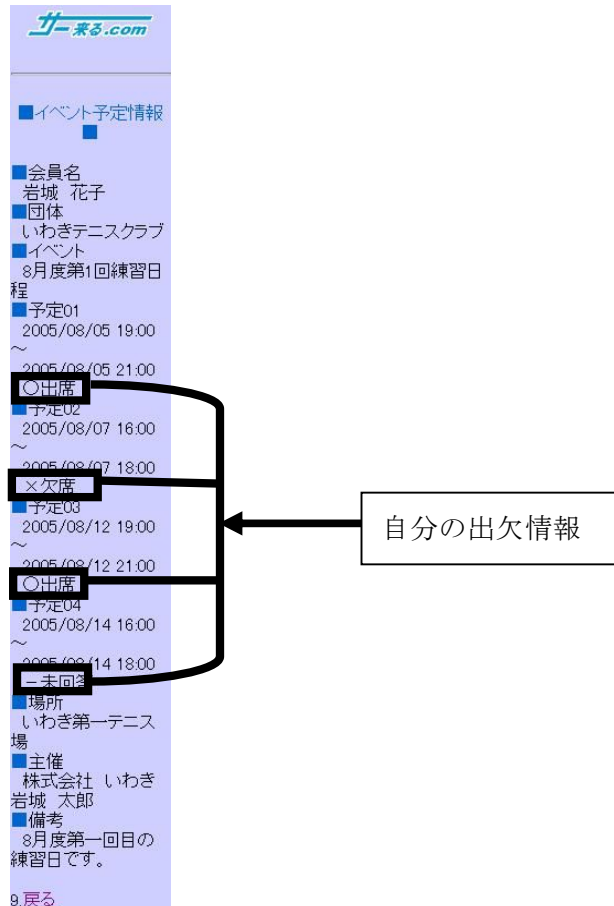 サー来る.com
■イベント予定情報
■
■会員名
岩城 花子
■団体
いわきテニスクラブ
■イベント
8月度第1回練習日
程
■予定01
2005/08/05 19:00
～
2005/08/05 21:00
○出席
■予定02
2005/08/07 16:00
～
2005/08/07 18:00
×欠席
■予定03
2005/08/12 19:00
～
2005/08/12 21:00
○出席
■予定04
2005/08/14 16:00
～
2005/08/14 18:00
－未回答
自分の出欠情報
■場所
いわき第一テニス
場
■主催
株式会社 いわき
岩城 太郎
■備考
8月度第一回目の
練習日です。
9.戻る